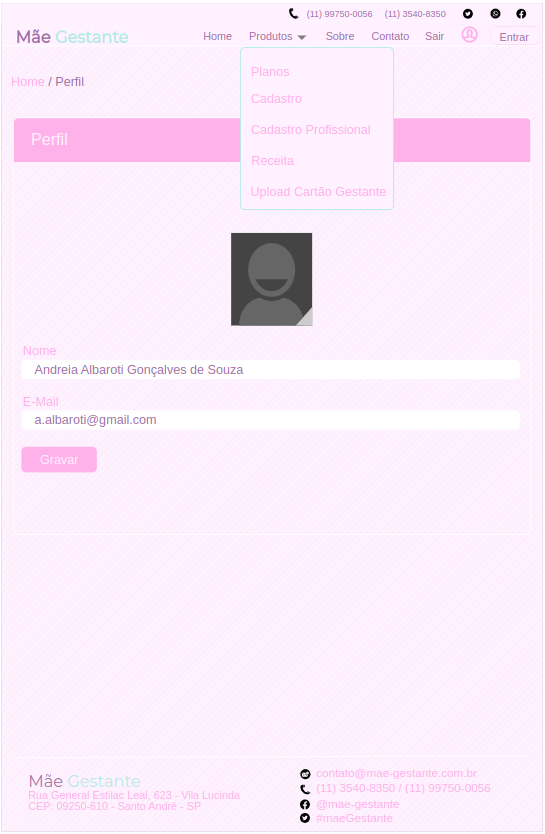 (11) 99750-0056 (11) 3540-8350
Mãe Gestante
Home Produtos Sobre Contato Sair Entrar
Planos
Cadastro
Cadastro Profissional
Receita
Upload Cartão Gestante
Home / Perfil
Perfil
Nome
Andreia Albaroti Gonçalves de Souza
E-Mail
a.albaroti@gmail.com
Gravar
Mãe Gestante
Rua General Estilac Leal, 623 - Vila Lucinda
CEP: 09250-610 - Santo André - SP
contato@mae-gestante.com.br
(11) 3540-8350 / (11) 99750-0056
@mae-gestante
#maeGestante